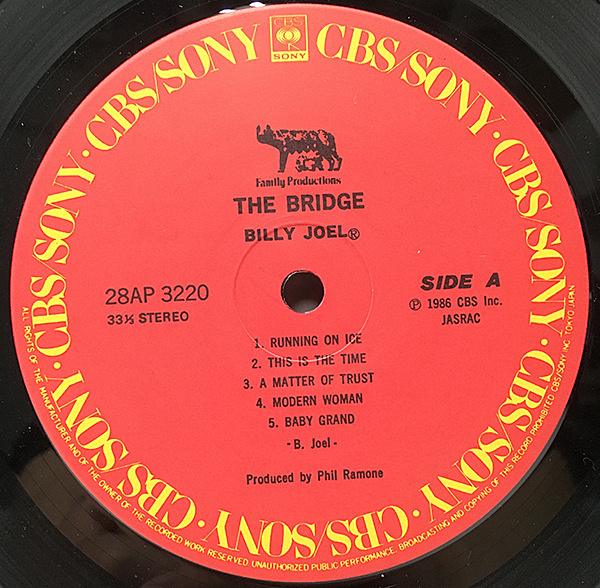 CBS
SONY
CBS/SONY · CBS/SONY · CBS/SONY · CBS/SONY · CBS/SONY · CBS/SONY · CBS/SONY · CBS/SONY
Family Productions
THE BRIDGE
BILLY JOEL®
28AP 3220
33⅓ STEREO
SIDE A
℗ 1986 CBS Inc.
JASRAC
1. RUNNING ON ICE
2. THIS IS THE TIME
3. A MATTER OF TRUST
4. MODERN WOMAN
5. BABY GRAND
- B. Joel -
Produced by Phil Ramone
ALL RIGHTS OF THE MANUFACTURER AND OF THE OWNER OF THE RECORDED WORK RESERVED. UNAUTHORIZED PUBLIC PERFORMANCE, BROADCASTING AND COPYING OF THIS RECORD PROHIBITED. CBS/SONY INC. TOKYO JAPAN